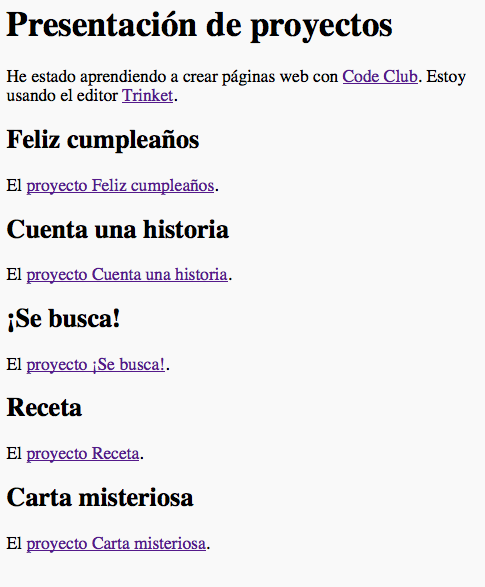 Presentación de proyectos
He estado aprendiendo a crear páginas web con Code Club. Estoy
usando el editor Trinket.
Feliz cumpleaños
El proyecto Feliz cumpleaños.
Cuenta una historia
El proyecto Cuenta una historia.
¡Se busca!
El proyecto ¡Se busca!.
Receta
El proyecto Receta.
Carta misteriosa
El proyecto Carta misteriosa.